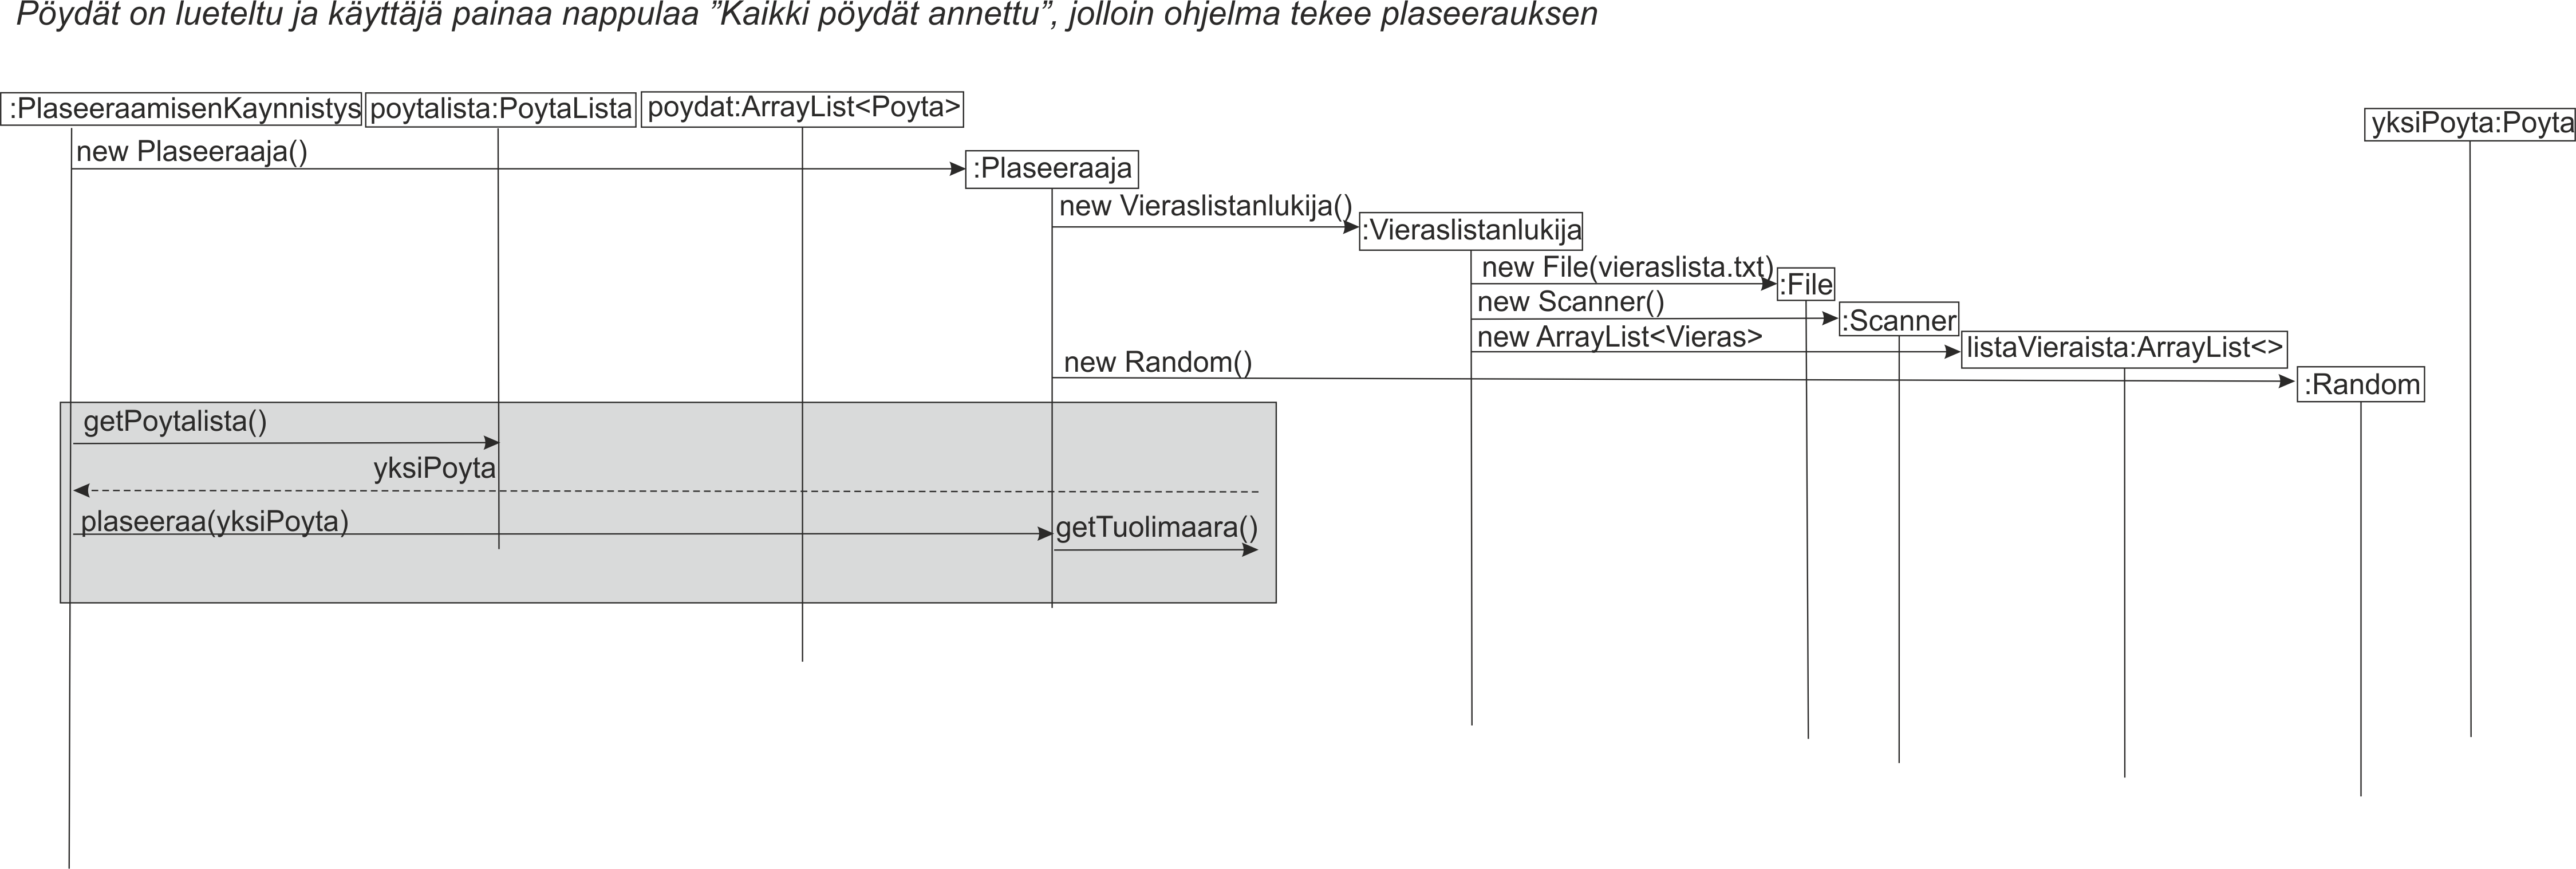 Pöydät on lueteltu ja käyttäjä painaa nappulaa ”Kaikki pöydät annettu”, jolloin ohjelma tekee plaseerauksen
:PlaseeraamisenKaynnistys
poytalista:PoytaLista
poydat:ArrayList<Poyta>
yksiPoyta:Poyta
new Plaseeraaja()
:Plaseeraaja
new Vieraslistanlukija()
:Vieraslistanlukija
new File(vieraslista.txt)
:File
new Scanner()
:Scanner
new ArrayList<Vieras>
listaVieraista:ArrayList<>
new Random()
:Random
getPoytalista()
yksiPoyta
plaseeraa(yksiPoyta)
getTuolimaara()